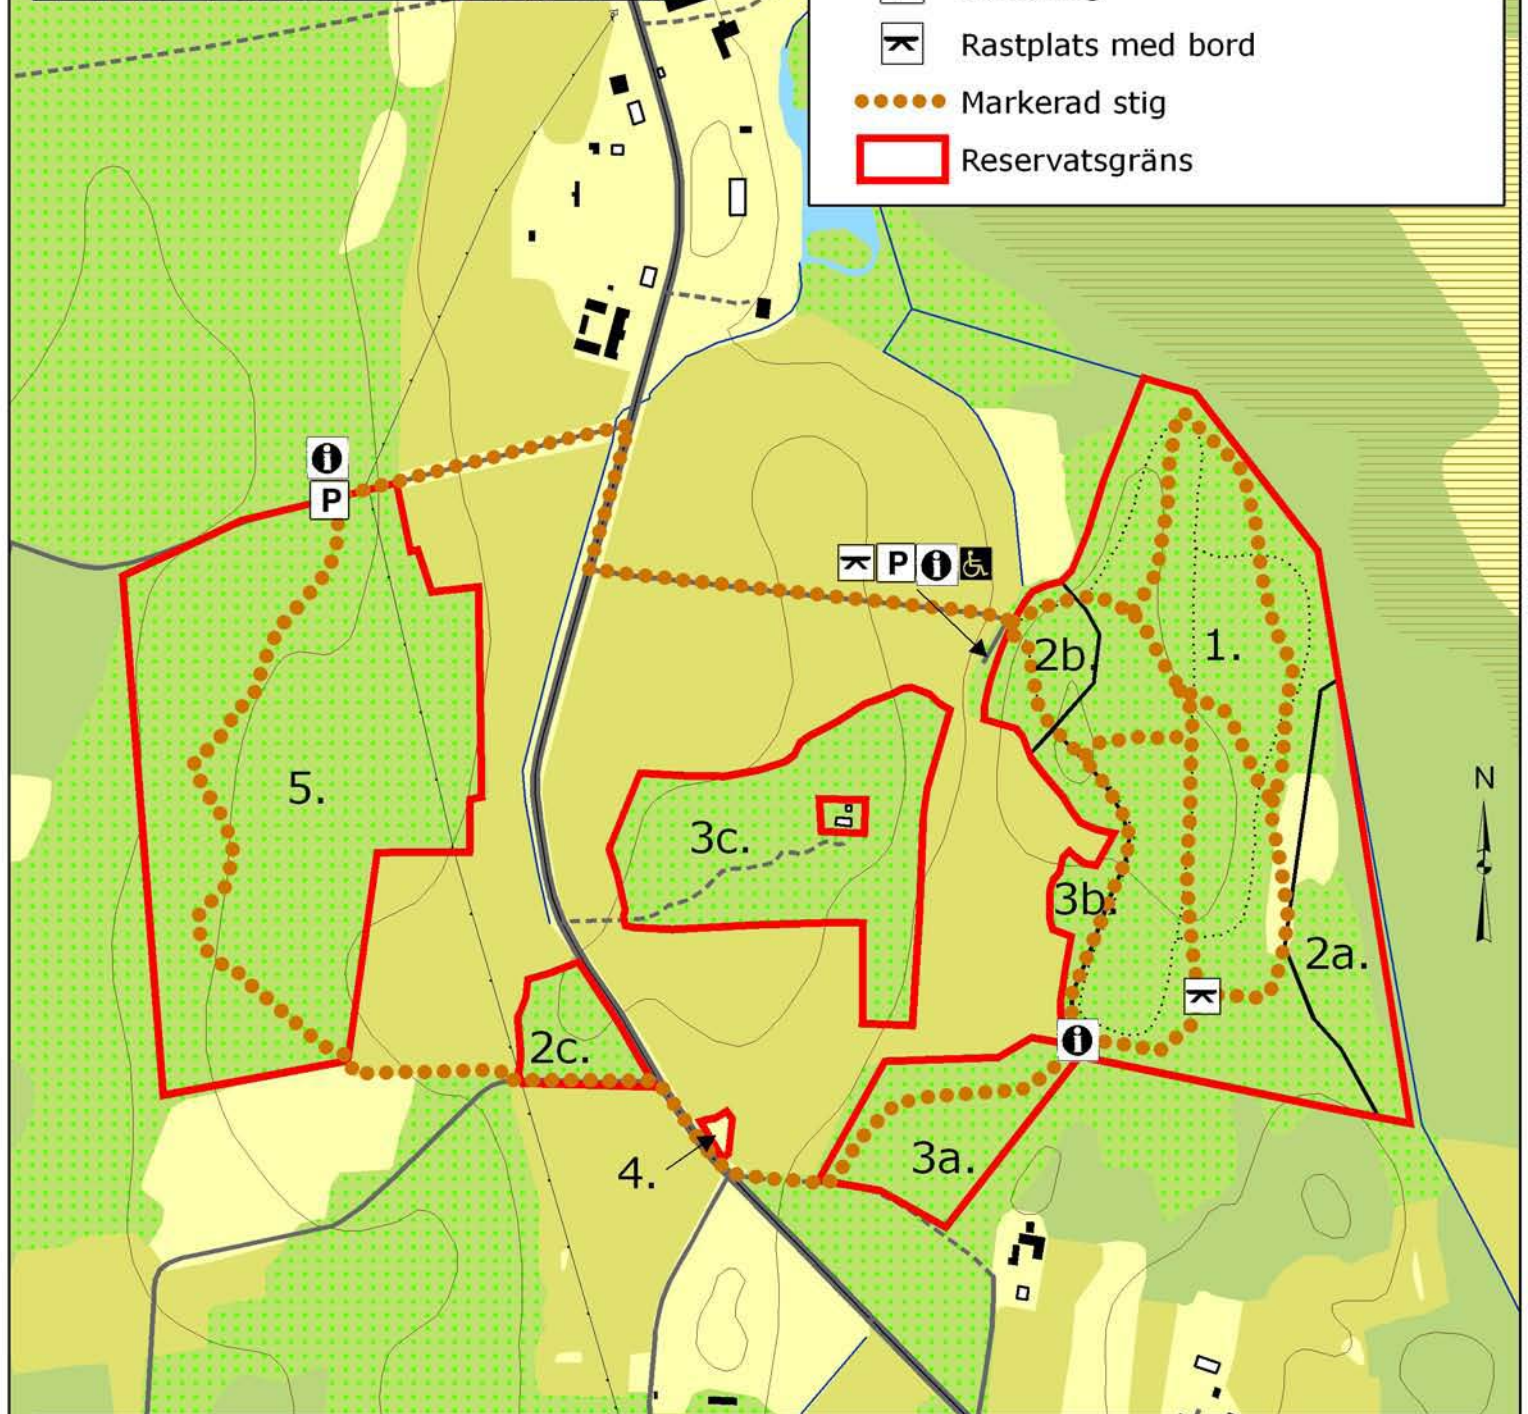 Rastplats med bord
Markerad stig
Reservatsgräns
i
P
P
i
2b.
1.
5.
N
3c.
3b.
2a.
i
2c.
3a.
4.